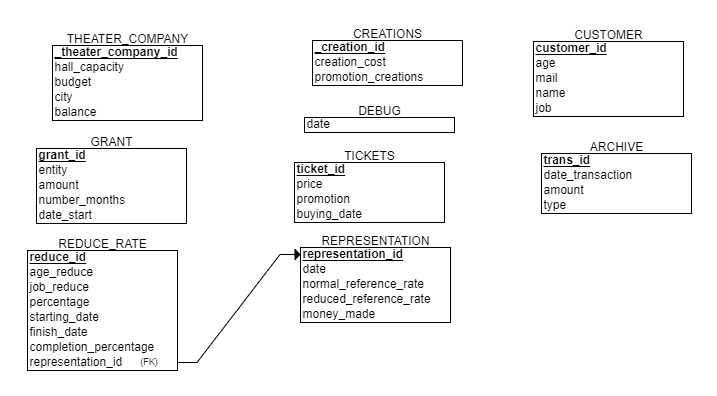 THEATER_COMPANY
_theater_company_id
hall_capacity
budget
city
balance
CREATIONS
_creation_id
creation_cost
promotion_creations
CUSTOMER
customer_id
age
mail
name
job
DEBUG
date
GRANT
grant_id
entity
amount
number_months
date_start
TICKETS
ticket_id
price
promotion
buying_date
ARCHIVE
trans_id
date_transaction
amount
type
REDUCE_RATE
reduce_id
age_reduce
job_reduce
percentage
starting_date
finish_date
completion_percentage
representation_id (FK)
REPRESENTATION
representation_id
date
normal_reference_rate
reduced_reference_rate
money_made